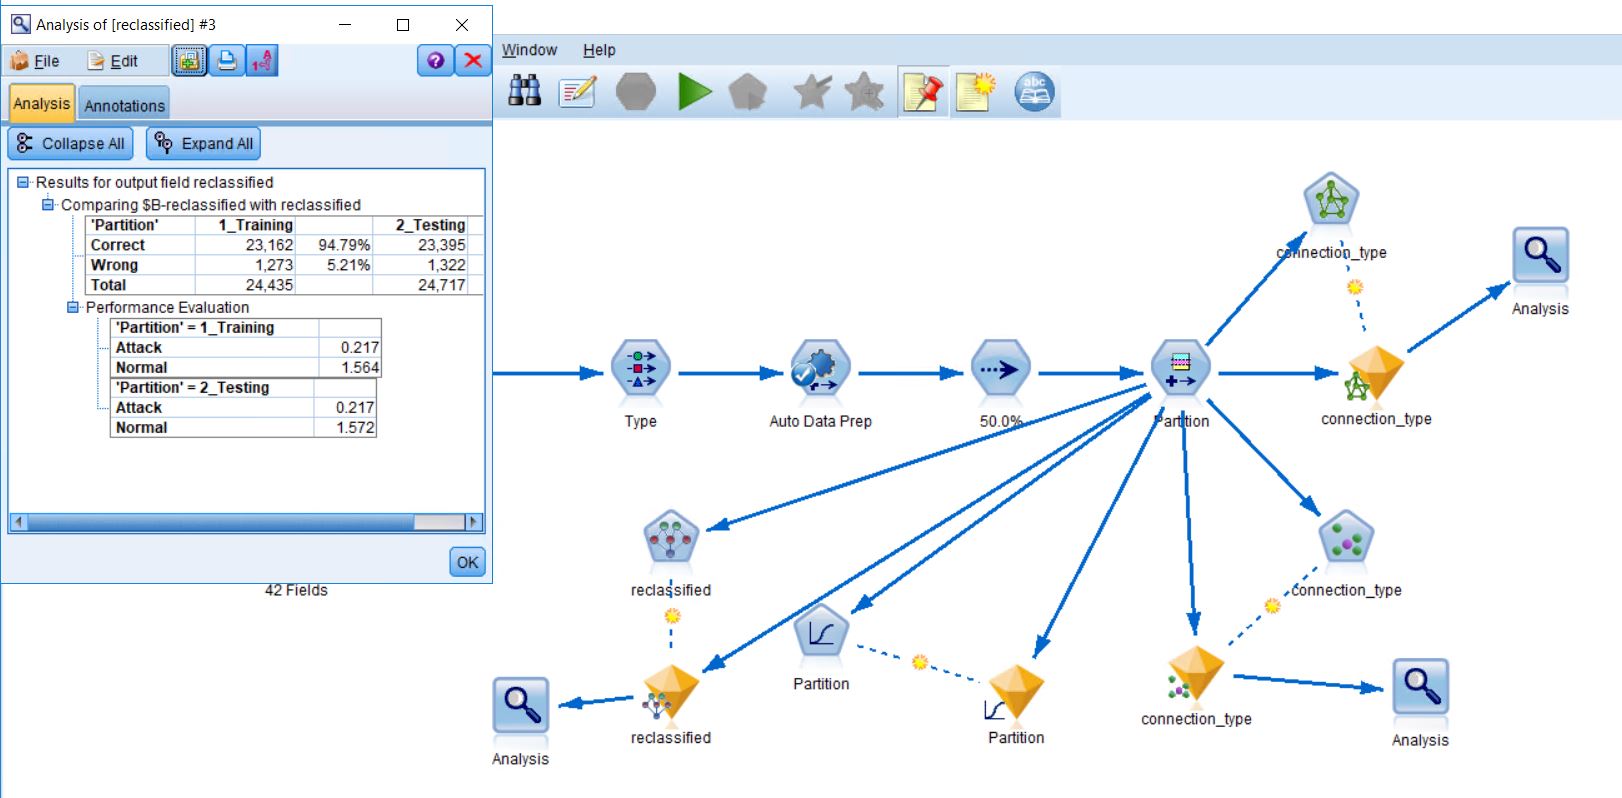 Analysis of [reclassified] #3
File Edit
Window Help
Analysis Annotations
Collapse All Expand All
Results for output field reclassified
Comparing $B-reclassified with reclassified
'Partition' 1_Training 2_Testing
Correct 23,162 94.79% 23,395
Wrong 1,273 5.21% 1,322
Total 24,435 24,717
Performance Evaluation
'Partition' = 1_Training
Attack 0.217
Normal 1.564
'Partition' = 2_Testing
Attack 0.217
Normal 1.572
OK
42 Fields
abc
connection_type
Analysis
Type
Auto Data Prep
50.0%
Partition
connection_type
reclassified
connection_type
Partition
connection_type
reclassified
Partition
Analysis
Analysis